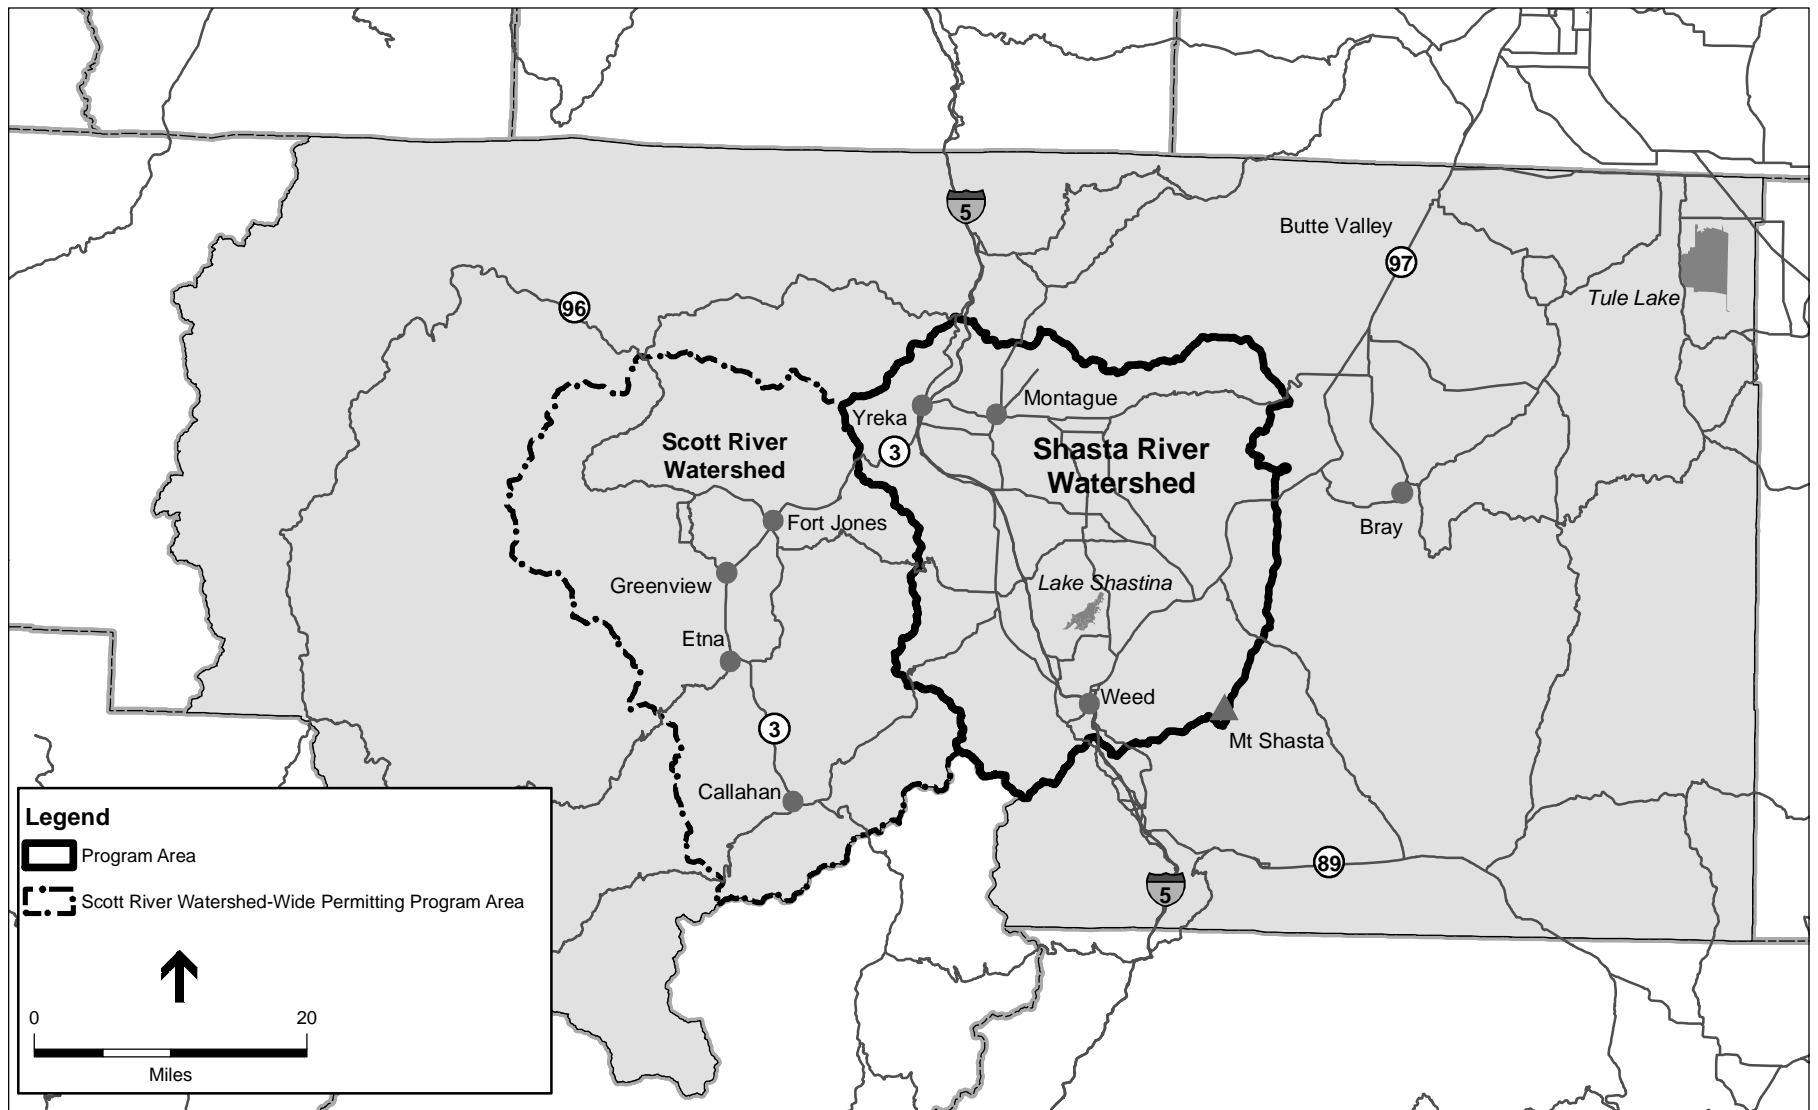 5
Butte Valley
97
Tule Lake
96
Montague
Yreka
3
Scott River
Watershed
Shasta River
Watershed
Fort Jones
Bray
Greenview
Lake Shastina
Etna
Weed
3
Mt Shasta
Callahan
89
5
Legend
Program Area
Scott River Watershed-Wide Permitting Program Area
0 20
Miles